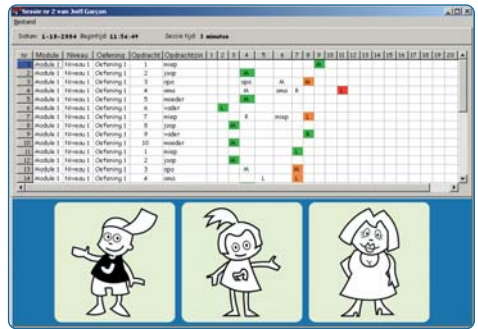 Sessie nr 2 van Joël Garçon
Bestand
Datum: 1-10-2004 Begintijd: 11:56:49 Sessie tijd: 3 minuten
nr Module Niveau Oefening Opdracht Opdrachtzin 1 2 3 4 5 6 7 8 9 10 11 12 13 14 15 16 17 18 19 20
1 Module 1 Niveau 1 Oefening 1 1 miep M
2 Module 1 Niveau 1 Oefening 1 2 joop M
3 Module 1 Niveau 1 Oefening 1 3 opa opa M M
4 Module 1 Niveau 1 Oefening 1 4 oma M oma R L
5 Module 1 Niveau 1 Oefening 1 5 moeder M
6 Module 1 Niveau 1 Oefening 1 6 vader L
7 Module 1 Niveau 1 Oefening 1 7 miep R miep L
8 Module 1 Niveau 1 Oefening 1 8 joop M
9 Module 1 Niveau 1 Oefening 1 9 vader R
10 Module 1 Niveau 1 Oefening 1 10 moeder M
11 Module 1 Niveau 1 Oefening 1 1 miep L
12 Module 1 Niveau 1 Oefening 1 2 joop M
13 Module 1 Niveau 1 Oefening 1 3 opa M L
14 Module 1 Niveau 1 Oefening 1 4 oma L